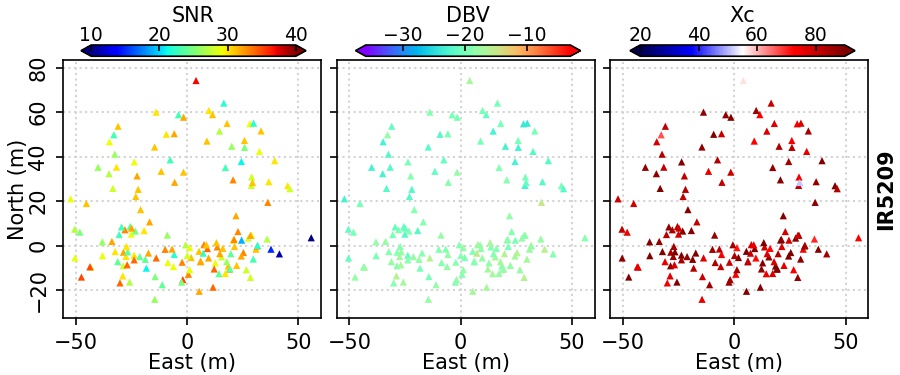 SNR DBV Xc
10 20 30 40 −30 −20 −10 20 40 60 80
80
60
40
20
0
−20
North (m)
IR5209
−50 0 50 −50 0 50 −50 0 50
East (m) East (m) East (m)